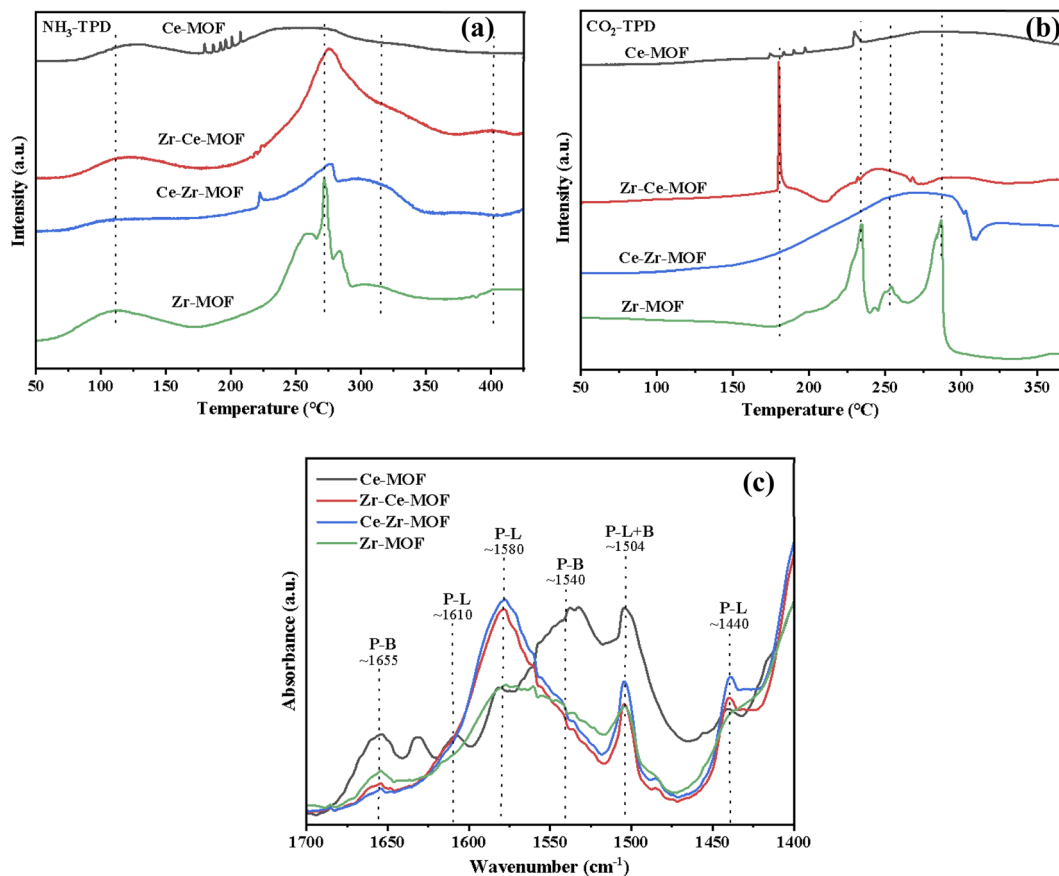 (a)
NH₃-TPD
Ce-MOF
Zr-Ce-MOF
Ce-Zr-MOF
Zr-MOF
Intensity (a.u.)
50 100 150 200 250 300 350 400
Temperature (°C)
(b)
CO₂-TPD
Ce-MOF
Zr-Ce-MOF
Ce-Zr-MOF
Zr-MOF
Intensity (a.u.)
50 100 150 200 250 300 350
Temperature (°C)
(c)
Ce-MOF
Zr-Ce-MOF
Ce-Zr-MOF
Zr-MOF
P-B
~1655
P-L
~1610
P-L
~1580
P-B
~1540
P-L+B
~1504
P-L
~1440
Absorbance (a.u.)
1700 1650 1600 1550 1500 1450 1400
Wavenumber (cm⁻¹)